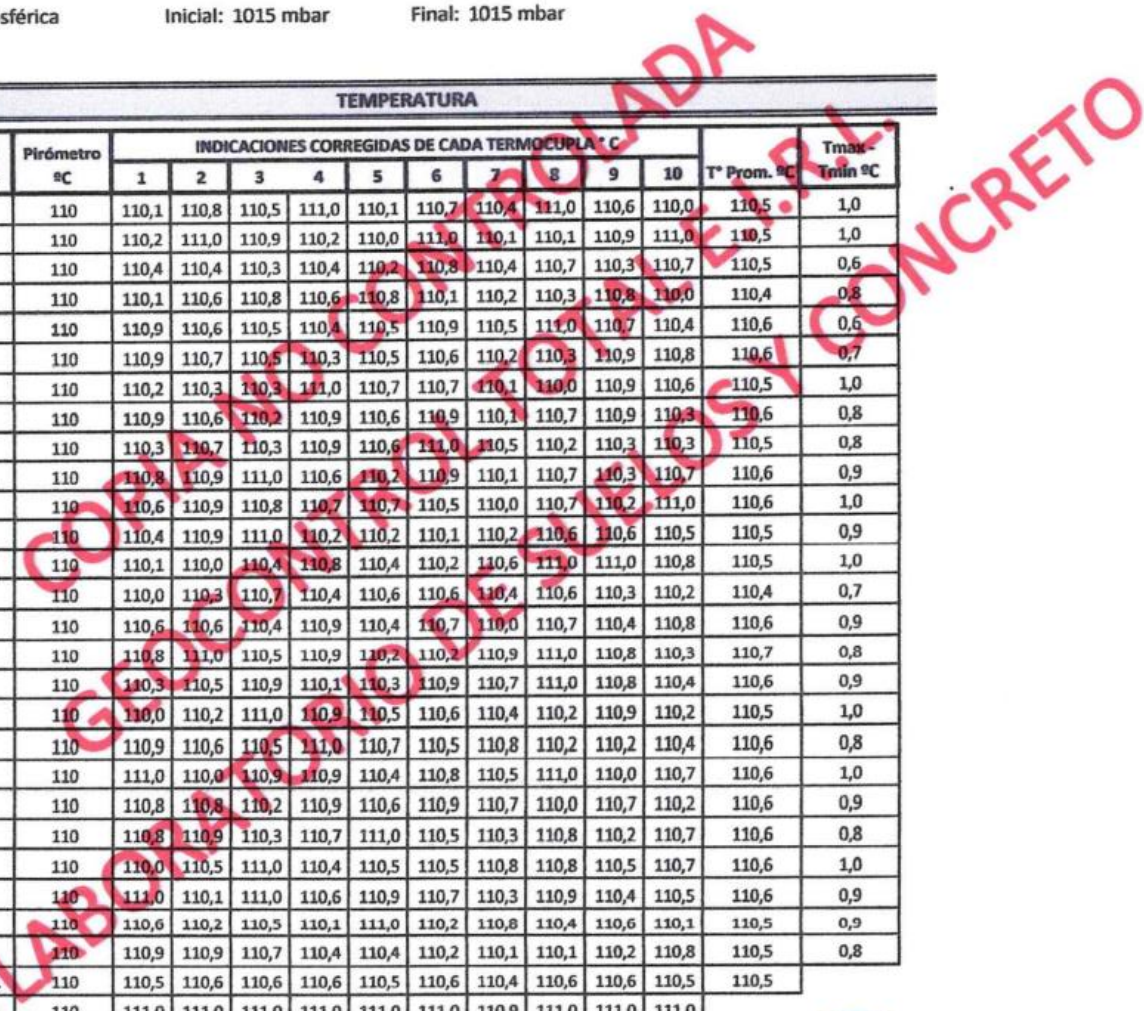 sférica Inicial: 1015 mbar Final: 1015 mbar
TEMPERATURA
Pirómetro ºC INDICACIONES CORREGIDAS DE CADA TERMOCUPLA ° C T° Prom. ºC Tmax - Tmin ºC
1 2 3 4 5 6 7 8 9 10
110 110,1 110,8 110,5 111,0 110,1 110,7 110,4 111,0 110,6 110,0 110,5 1,0
110 110,2 111,0 110,9 110,2 110,0 111,0 110,1 110,1 110,9 111,0 110,5 1,0
110 110,4 110,4 110,3 110,4 110,2 110,8 110,4 110,7 110,3 110,7 110,5 0,6
110 110,1 110,6 110,8 110,6 110,8 110,1 110,2 110,3 110,8 110,0 110,4 0,8
110 110,9 110,6 110,5 110,4 110,5 110,9 110,5 111,0 110,7 110,4 110,6 0,6
110 110,9 110,7 110,5 110,3 110,5 110,6 110,2 110,3 110,9 110,8 110,6 0,7
110 110,2 110,3 110,3 111,0 110,7 110,7 110,1 110,0 110,9 110,6 110,5 1,0
110 110,9 110,6 110,2 110,9 110,6 110,9 110,1 110,7 110,9 110,3 110,6 0,8
110 110,3 110,7 110,3 110,9 110,6 111,0 110,5 110,2 110,3 110,3 110,5 0,8
110 110,8 110,9 111,0 110,6 110,2 110,9 110,1 110,7 110,3 110,7 110,6 0,9
110 110,6 110,9 110,8 110,7 110,7 110,5 110,0 110,7 110,2 111,0 110,6 1,0
110 110,4 110,9 111,0 110,2 110,2 110,1 110,2 110,6 110,6 110,5 110,5 0,9
110 110,1 110,0 110,4 110,8 110,4 110,2 110,6 111,0 111,0 110,8 110,5 1,0
110 110,0 110,3 110,7 110,4 110,6 110,6 110,4 110,6 110,3 110,2 110,4 0,7
110 110,6 110,6 110,4 110,9 110,4 110,7 110,0 110,7 110,4 110,8 110,6 0,9
110 110,8 111,0 110,5 110,9 110,2 110,2 110,9 111,0 110,8 110,3 110,7 0,8
110 110,3 110,5 110,9 110,1 110,3 110,9 110,7 111,0 110,8 110,4 110,6 0,9
110 110,0 110,2 111,0 110,9 110,5 110,6 110,4 110,2 110,9 110,2 110,5 1,0
110 110,9 110,6 110,5 111,0 110,7 110,5 110,8 110,2 110,2 110,4 110,6 0,8
110 111,0 110,0 110,9 110,9 110,4 110,8 110,5 111,0 110,0 110,7 110,6 1,0
110 110,8 110,8 110,2 110,9 110,6 110,9 110,7 110,0 110,7 110,2 110,6 0,9
110 110,8 110,9 110,3 110,7 111,0 110,5 110,3 110,8 110,2 110,7 110,6 0,8
110 110,0 110,5 111,0 110,4 110,5 110,5 110,8 110,8 110,5 110,7 110,6 1,0
110 111,0 110,1 111,0 110,6 110,9 110,7 110,3 110,9 110,4 110,5 110,6 0,9
110 110,6 110,2 110,5 110,1 111,0 110,2 110,8 110,4 110,6 110,1 110,5 0,9
110 110,9 110,9 110,7 110,4 110,4 110,2 110,1 110,1 110,2 110,8 110,5 0,8
110 110,5 110,6 110,6 110,6 110,5 110,6 110,4 110,6 110,6 110,5 110,5
110 111,0 111,0 111,0 111,0 111,0 111,0 110,9 111,0 111,0 111,0
COPIA NO CONTROLADA
GEOCONTROL TOTAL E.I.R.L.
LABORATORIO DE SUELOS Y CONCRETO